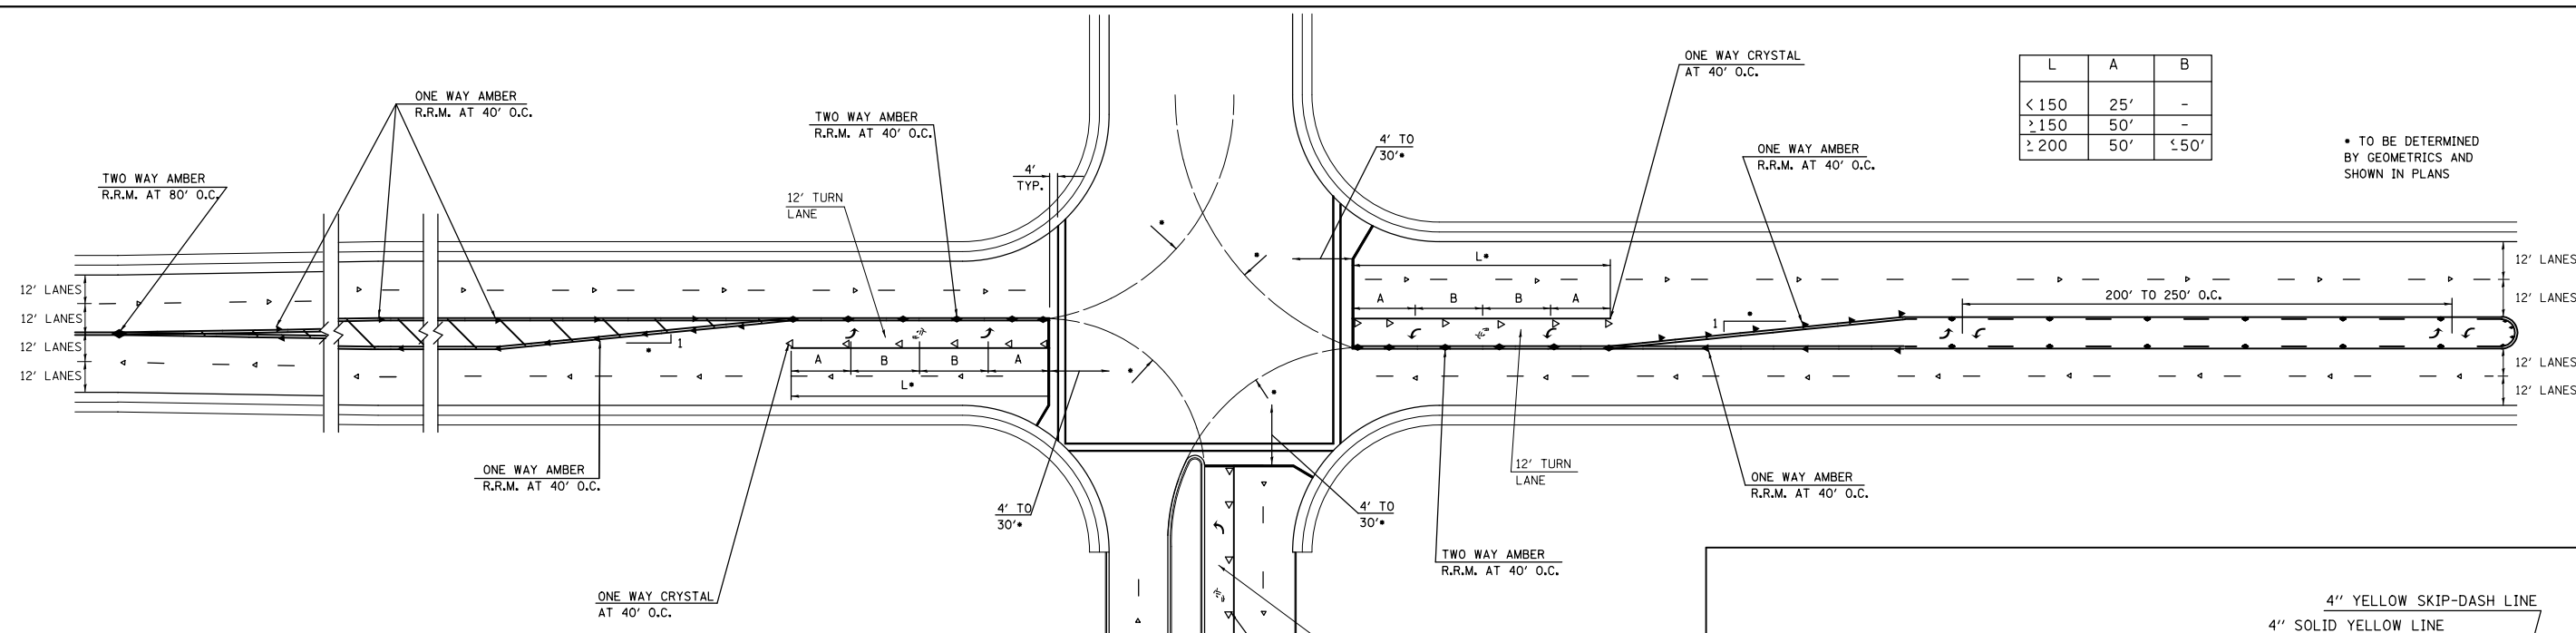 ONE WAY AMBER
R.R.M. AT 40' O.C.
TWO WAY AMBER
R.R.M. AT 80' O.C.
TWO WAY AMBER
R.R.M. AT 40' O.C.
4'
TYP.
12' TURN
LANE
4' TO
30'*
ONE WAY CRYSTAL
AT 40' O.C.
ONE WAY AMBER
R.R.M. AT 40' O.C.
L A B
<150 25' -
≥150 50' -
≥200 50' ≤50'
* TO BE DETERMINED
BY GEOMETRICS AND
SHOWN IN PLANS
12' LANES
12' LANES
12' LANES
12' LANES
* 1
A B B A
L*
*
*
*
*
L*
A B B A
1 *
200' TO 250' O.C.
12' LANES
12' LANES
12' LANES
12' LANES
ONE WAY AMBER
R.R.M. AT 40' O.C.
4' TO
30'*
4' TO
30'*
12' TURN
LANE
ONE WAY AMBER
R.R.M. AT 40' O.C.
TWO WAY AMBER
R.R.M. AT 40' O.C.
ONE WAY CRYSTAL
AT 40' O.C.
4'' YELLOW SKIP-DASH LINE
4'' SOLID YELLOW LINE